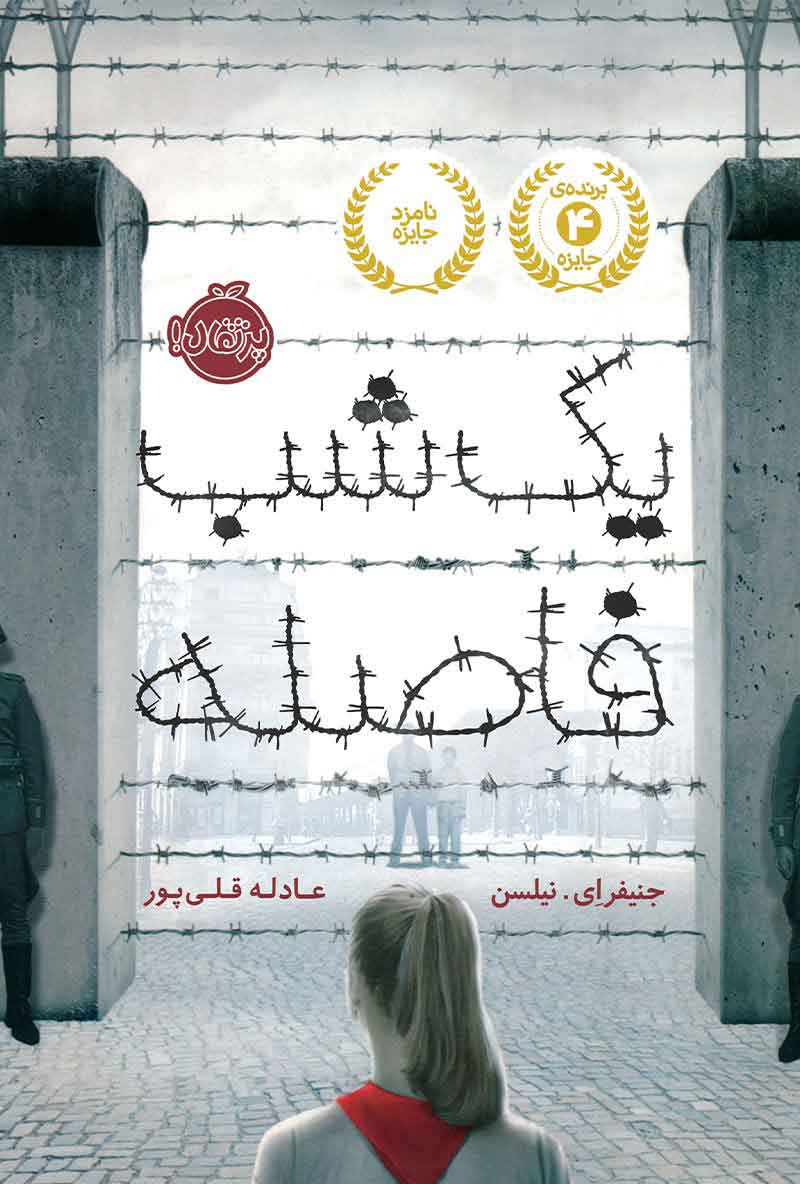 برنده‌ی
۴
جایزه
نامزد
جایزه
پرتقال!
یک شب
فاصله
جنیفر اِی. نیلسن
عادله قلی‌پور